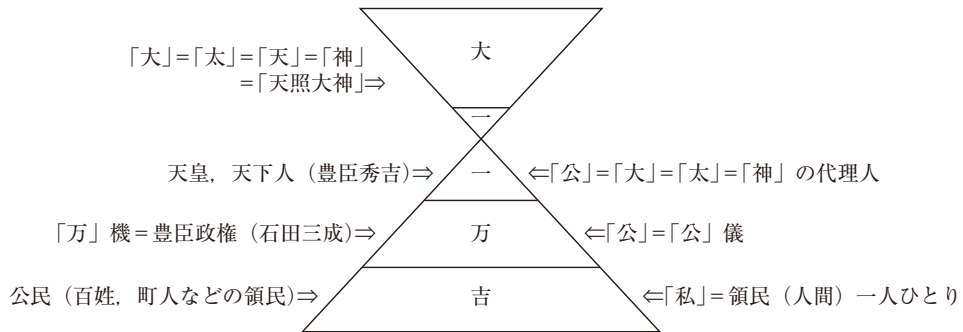 大
「大」=「太」=「天」=「神」
=「天照大神」⇒
一
天皇，天下人（豊臣秀吉）⇒ 一 ⇐「公」=「大」=「太」=「神」の代理人
「万」機＝豊臣政権（石田三成）⇒ 万 ⇐「公」=「公」儀
公民（百姓，町人などの領民）⇒ 吉 ⇐「私」＝領民（人間）一人ひとり